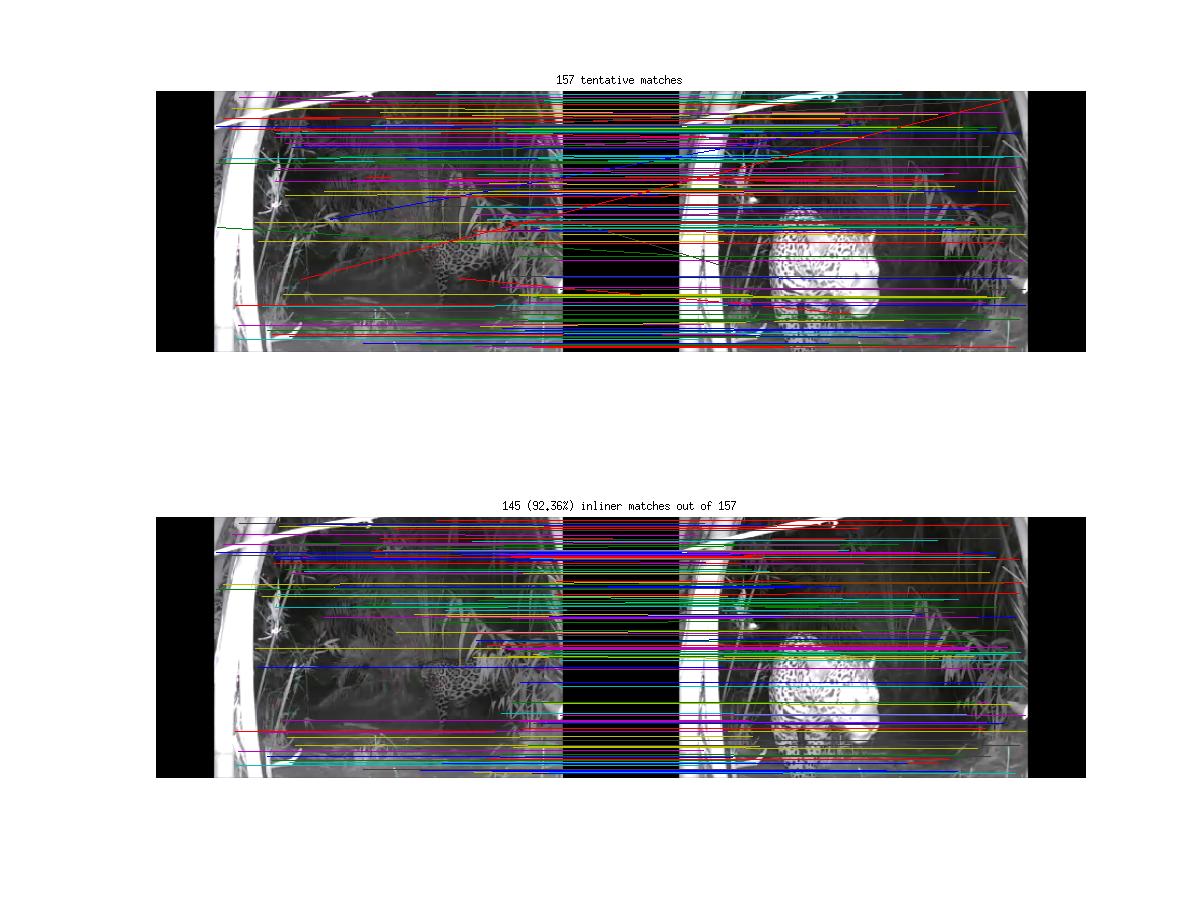 157 tentative matches
145 (92.36%) inliner matches out of 157